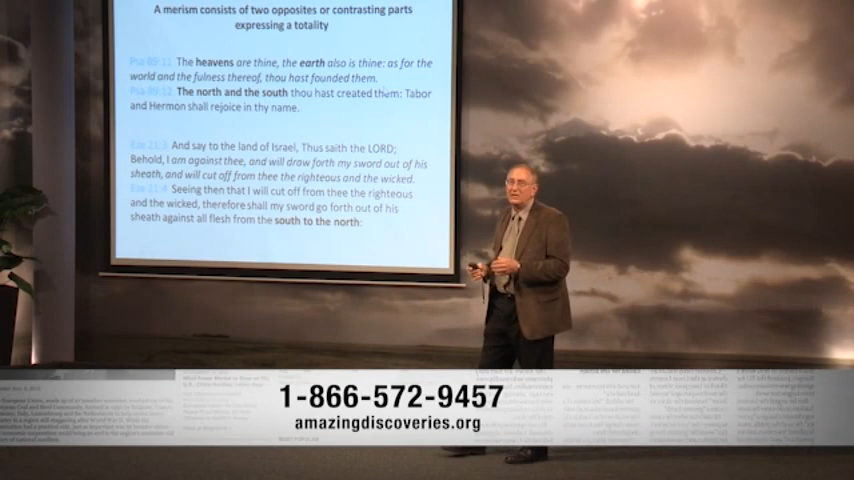 A merism consists of two opposites or contrasting parts
expressing a totality
Psa 89:11 The heavens are thine, the earth also is thine: as for the
world and the fulness thereof, thou hast founded them.
Psa 89:12 The north and the south thou hast created them: Tabor
and Hermon shall rejoice in thy name.
Eze 21:3 And say to the land of Israel, Thus saith the LORD;
Behold, I am against thee, and will draw forth my sword out of his
sheath, and will cut off from thee the righteous and the wicked.
Eze 21:4 Seeing then that I will cut off from thee the righteous
and the wicked, therefore shall my sword go forth out of his
sheath against all flesh from the south to the north:
1-866-572-9457
amazingdiscoveries.org